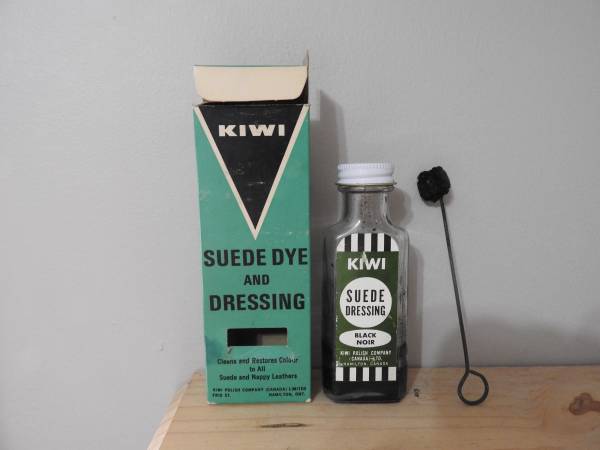 KIWI
SUEDE DYE
AND
DRESSING
Cleans and Restores Colour
to All
Suede and Nappy Leathers
KIWI POLISH COMPANY (CANADA) LIMITED
HAMILTON, ONT.
KIWI
SUEDE
DRESSING
BLACK
NOIR
KIWI POLISH COMPANY
(CANADA) LTD.
HAMILTON, CANADA